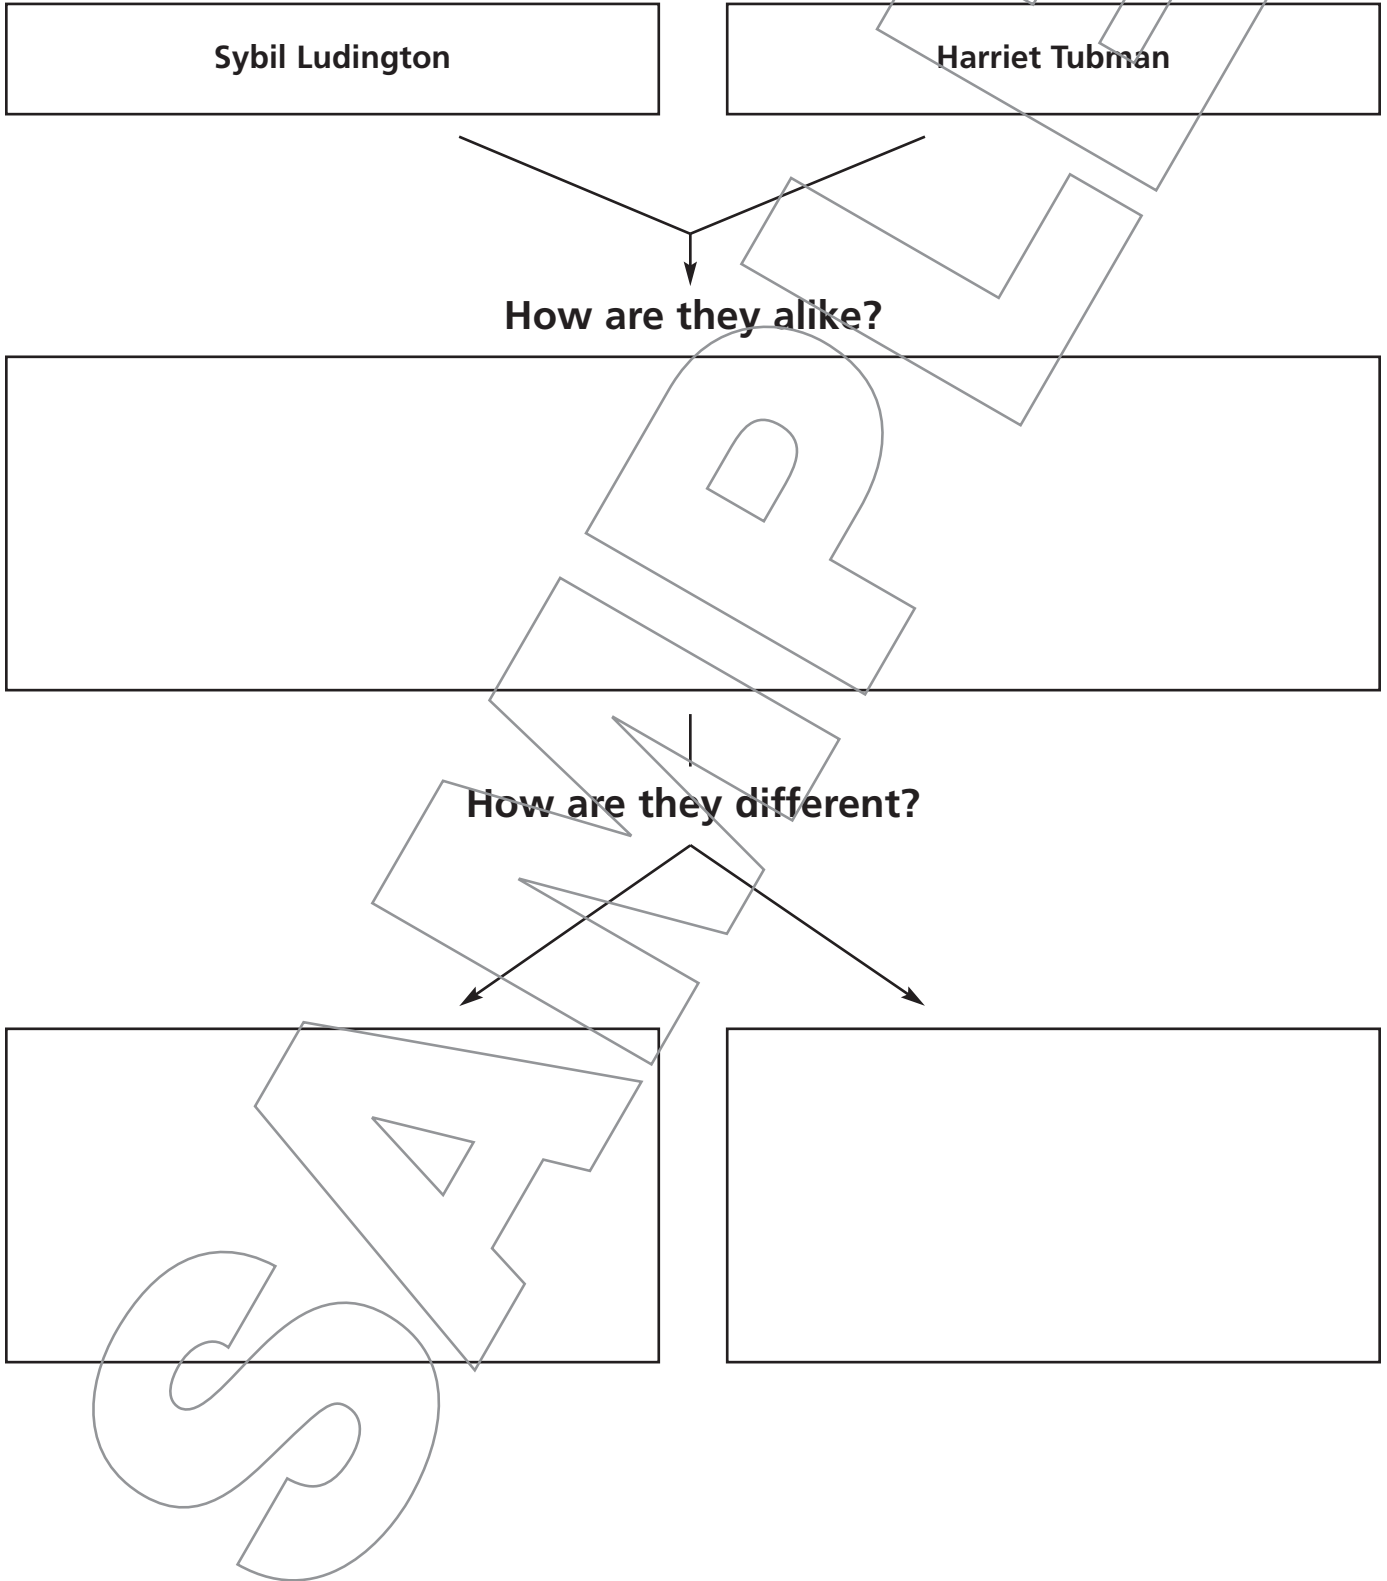 Sybil Ludington
Harriet Tubman
How are they alike?
How are they different?
SAMPLE